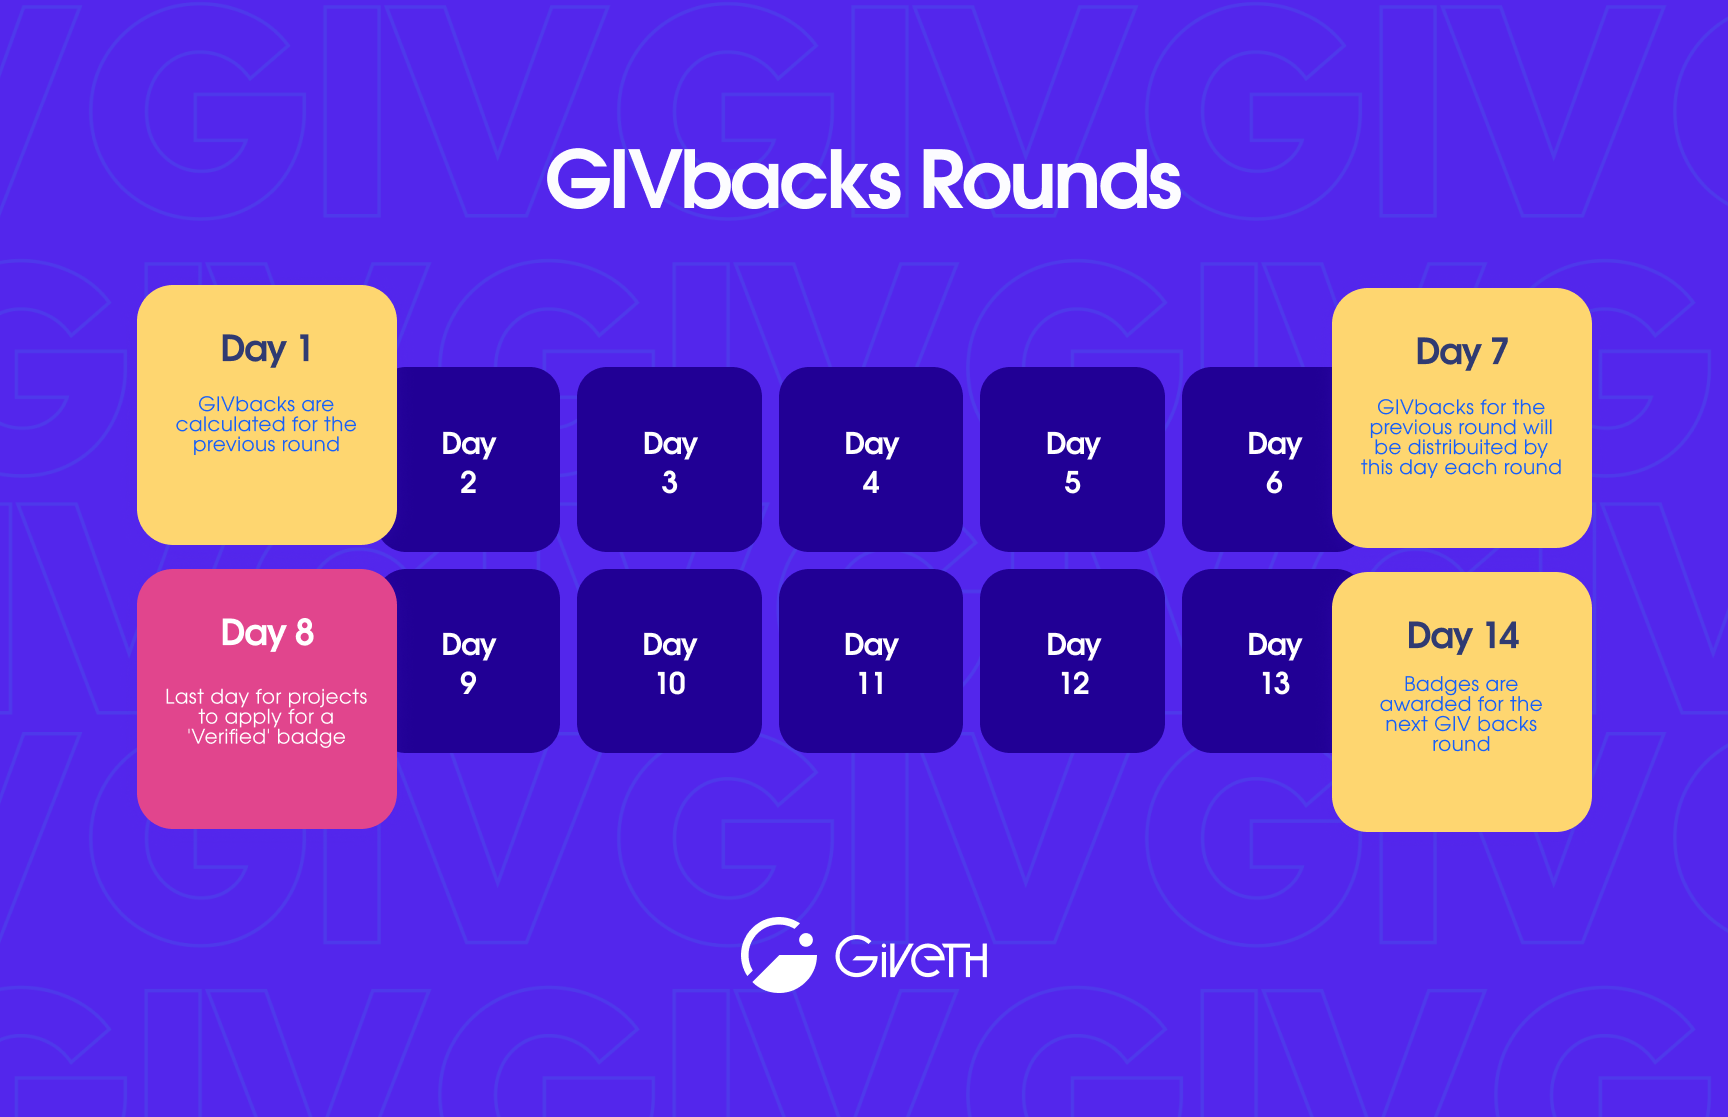 GIVbacks Rounds
Day 1
GIVbacks are
calculated for the
previous round
Day
2
Day
3
Day
4
Day
5
Day
6
Day 7
GIVbacks for the
previous round will
be distribuited by
this day each round
Day 8
Last day for projects
to apply for a
'Verified' badge
Day
9
Day
10
Day
11
Day
12
Day
13
Day 14
Badges are
awarded for the
next GIV backs
round
GIVETH